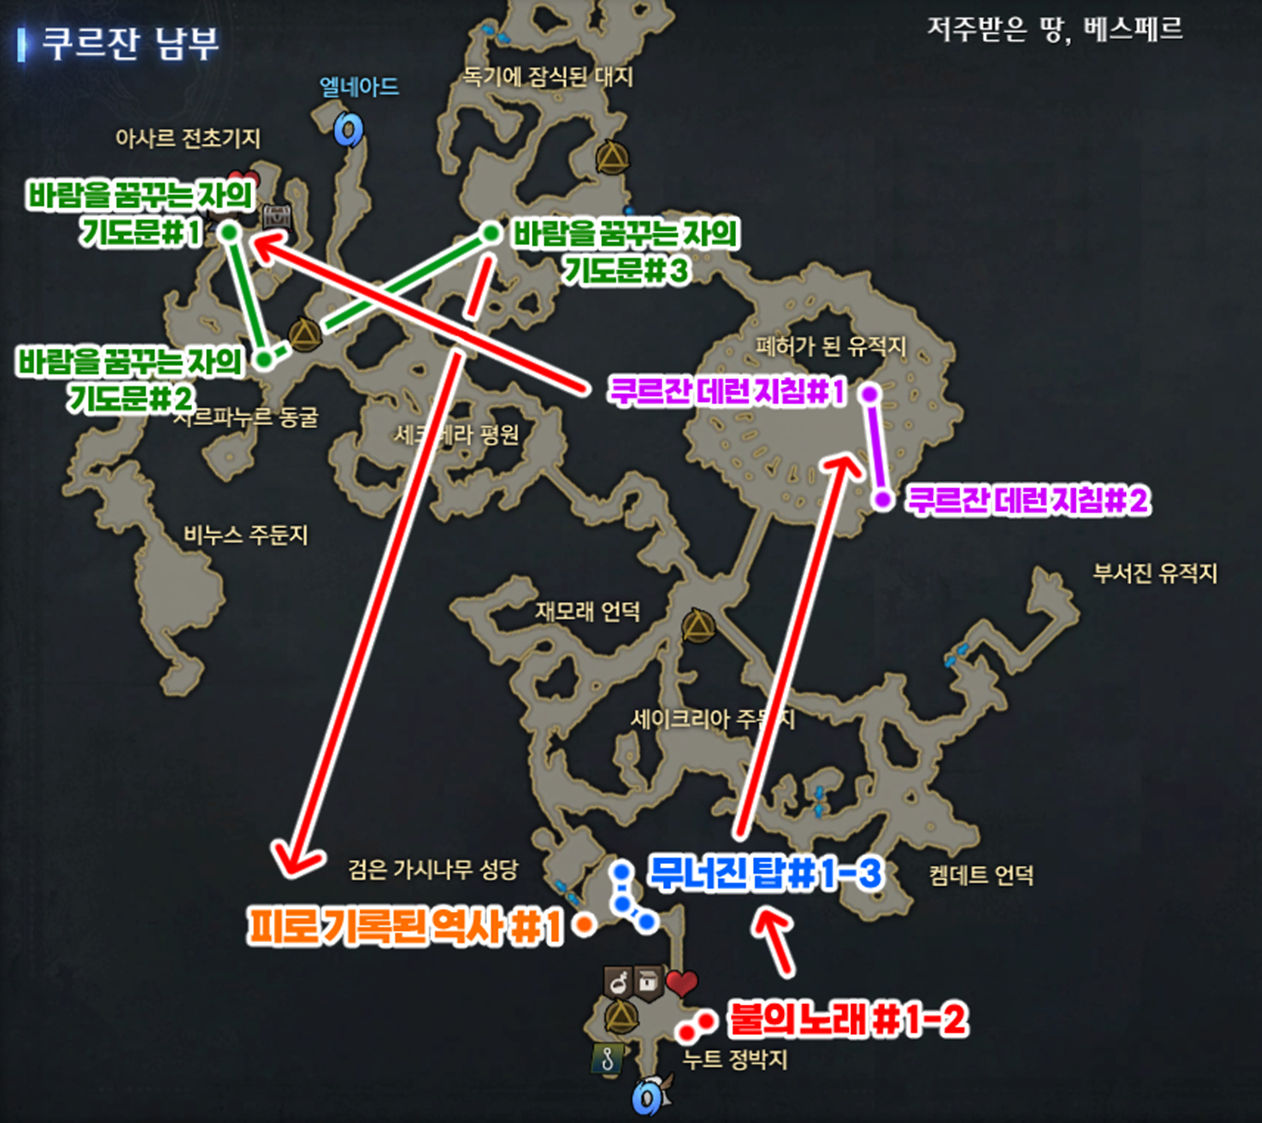 쿠르잔 남부
저주받은 땅, 베스페르
독기에 잠식된 대지
엘네아드
아사르 전초기지
바람을 꿈꾸는 자의
기도문#1
바람을 꿈꾸는 자의
기도문#3
폐허가 된 유적지
바람을 꿈꾸는 자의
기도문#2
쿠르잔 데런 지침#1
자르파누르 동굴
세크메라 평원
쿠르잔 데런 지침#2
비누스 주둔지
부서진 유적지
재모래 언덕
세이크리아 주둔지
검은 가시나무 성당
무너진 탑#1-3
켐데트 언덕
피로 기록된 역사 #1
불의 노래 #1-2
누트 정박지